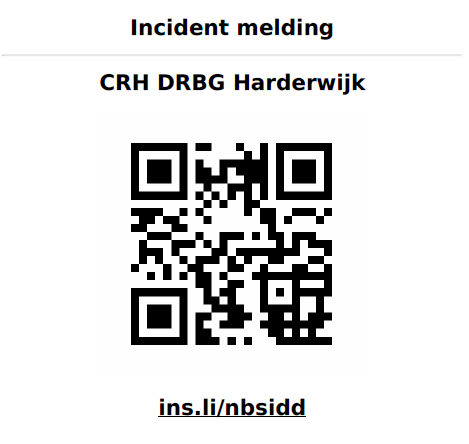 Incident melding
CRH DRBG Harderwijk
ins.li/nbsidd